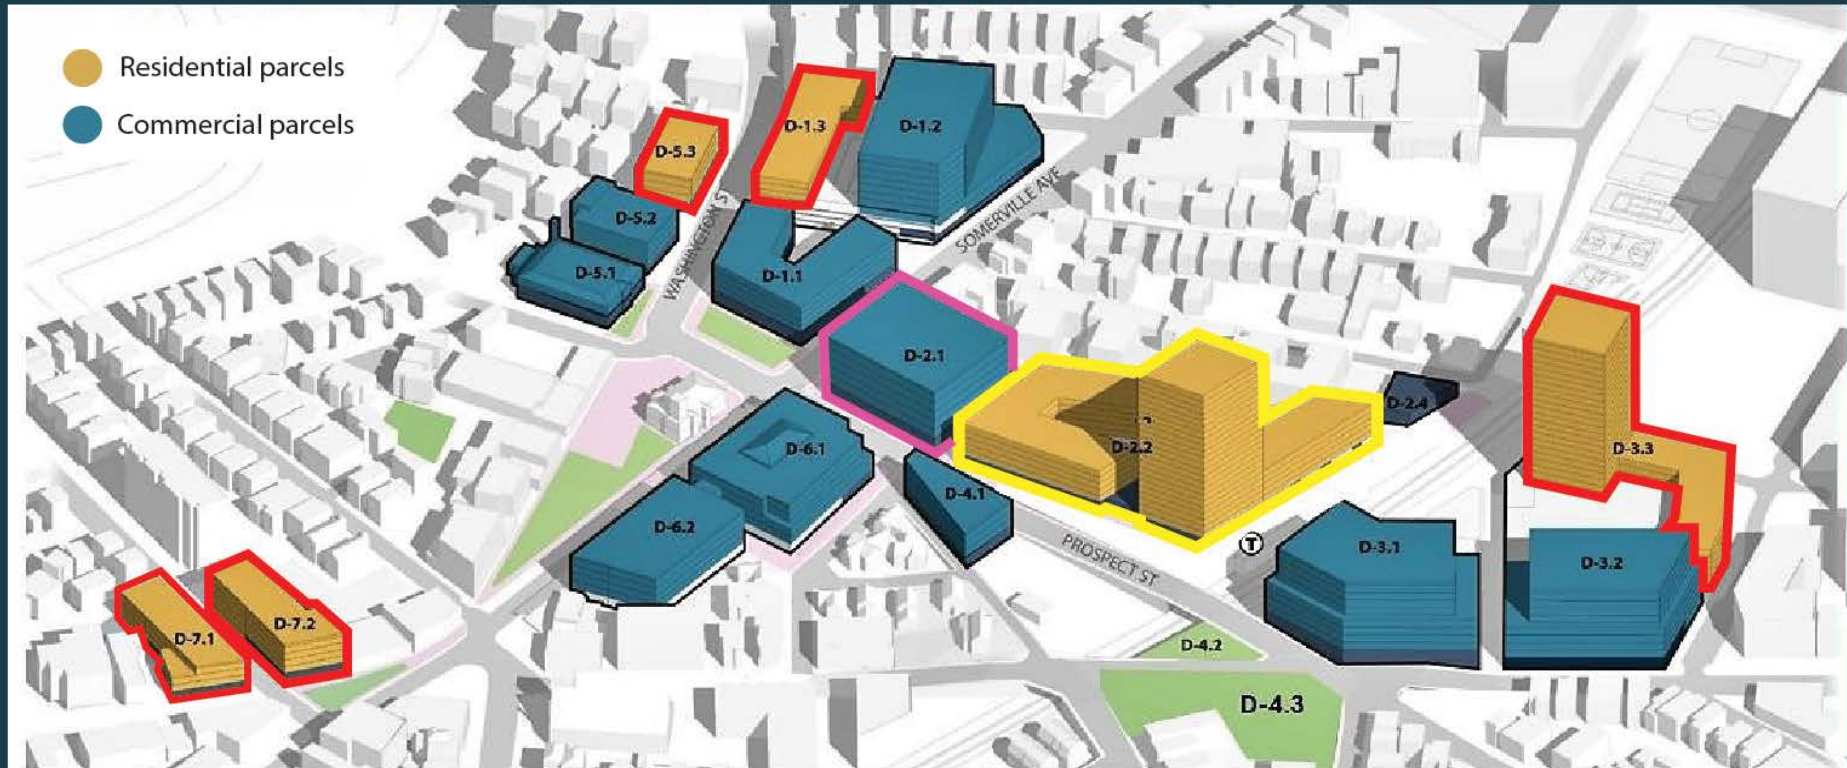 Residential parcels
Commercial parcels
D-5.3
D-1.3
D-1.2
D-5.2
D-5.1
WASHINGTON S
D-1.1
SOMERVILLE AVE
D-2.1
D-2.2
D-2.4
D-3.3
D-6.1
D-6.2
D-4.1
PROSPECT ST
T
D-3.1
D-3.2
D-7.1
D-7.2
D-4.2
D-4.3